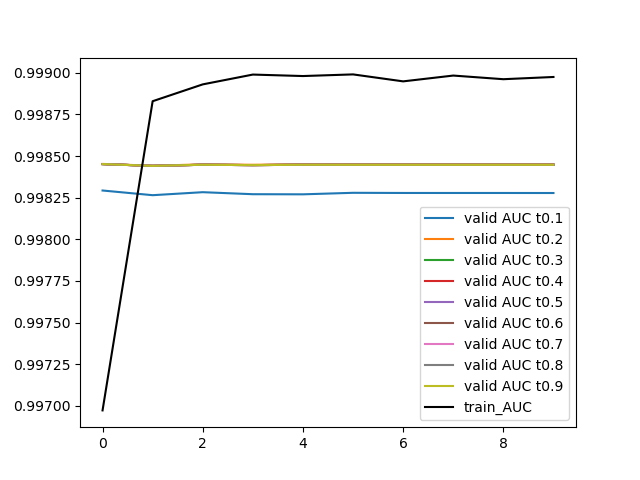 0.99900
0.99875
0.99850
0.99825
0.99800
0.99775
0.99750
0.99725
0.99700
valid AUC t0.1
valid AUC t0.2
valid AUC t0.3
valid AUC t0.4
valid AUC t0.5
valid AUC t0.6
valid AUC t0.7
valid AUC t0.8
valid AUC t0.9
train_AUC
0 2 4 6 8